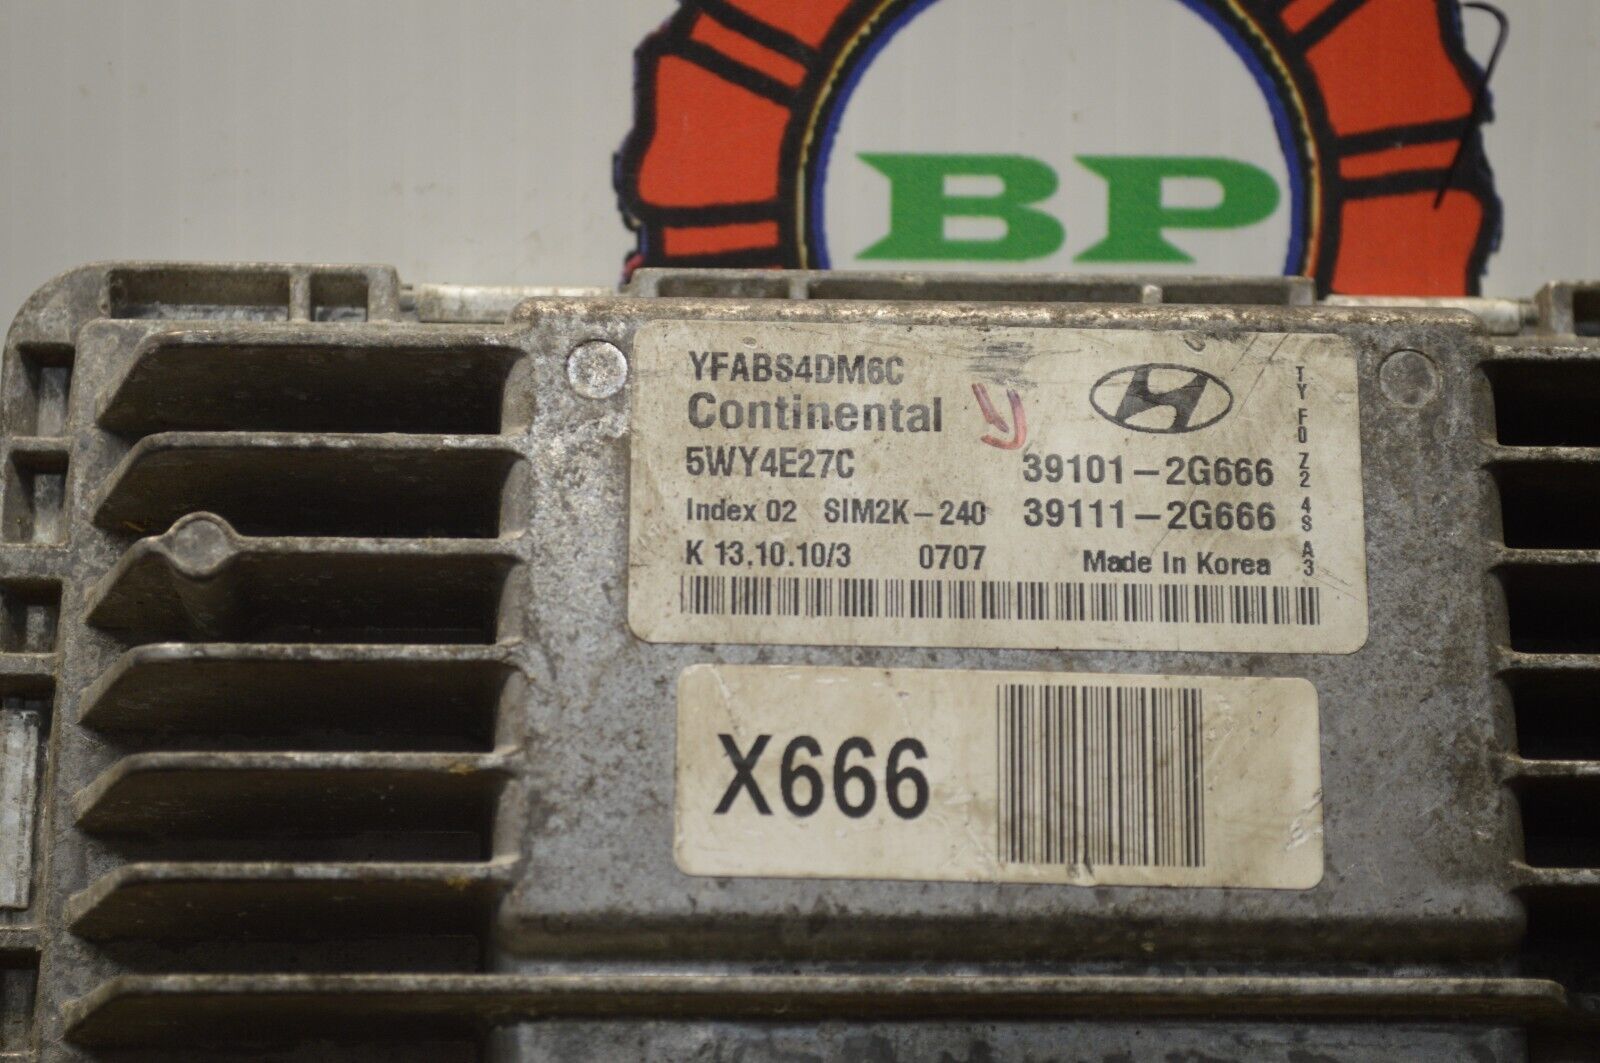 BP
YFABS4DM6C
Continental
5WY4E27C 39101-2G666
Index 02 SIM2K-240 39111-2G666
K 13.10.10/3 0707 Made In Korea
TYF0Z24SA3
y
X666